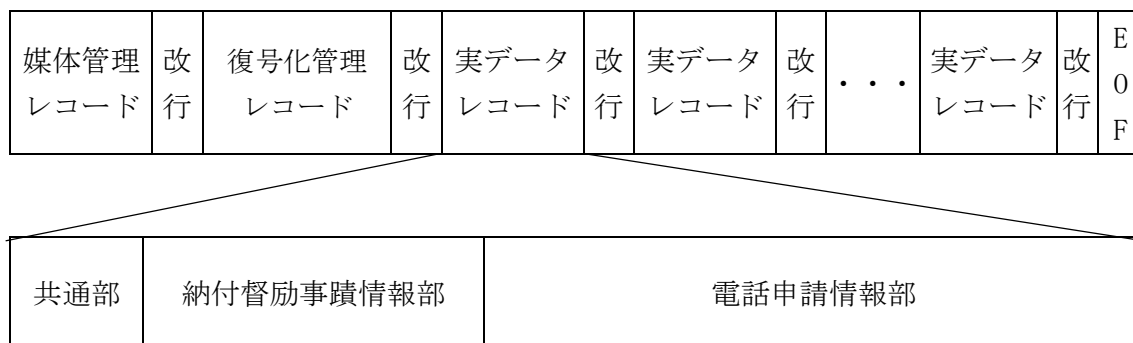 媒体管理
レコード
改
行
復号化管理
レコード
改
行
実データ
レコード
改
行
実データ
レコード
改
行
・・・
実データ
レコード
改
行
E
O
F
共通部
納付督励事蹟情報部
電話申請情報部